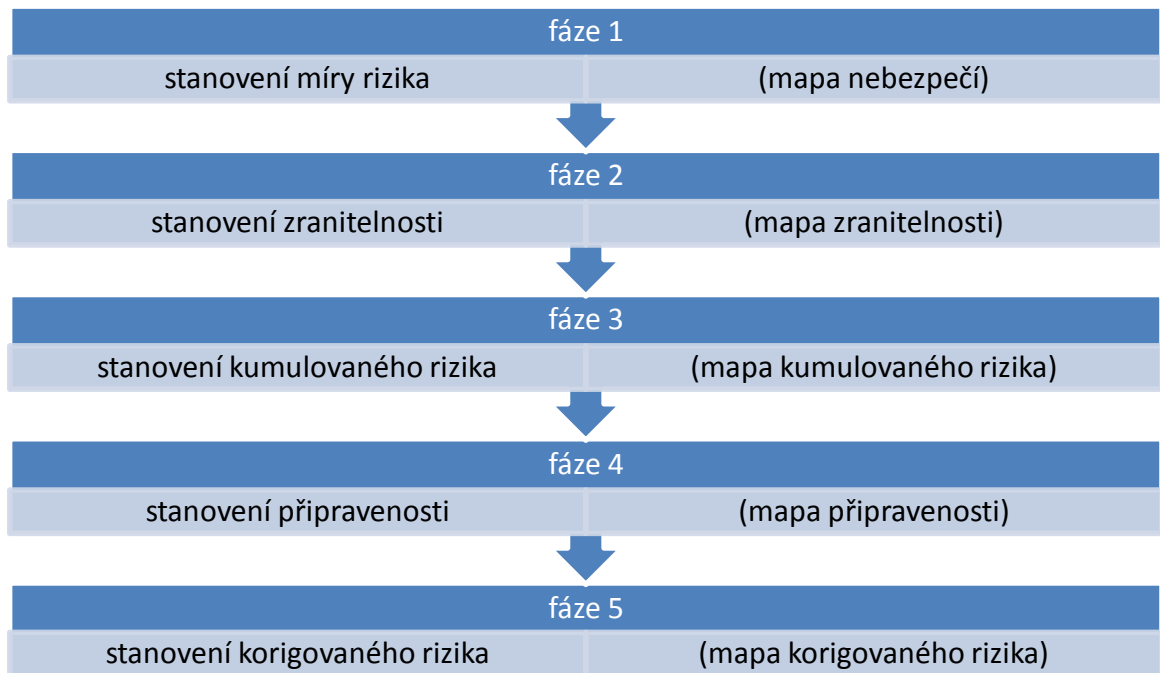 fáze 1
stanovení míry rizika (mapa nebezpečí)
fáze 2
stanovení zranitelnosti (mapa zranitelnosti)
fáze 3
stanovení kumulovaného rizika (mapa kumulovaného rizika)
fáze 4
stanovení připravenosti (mapa připravenosti)
fáze 5
stanovení korigovaného rizika (mapa korigovaného rizika)